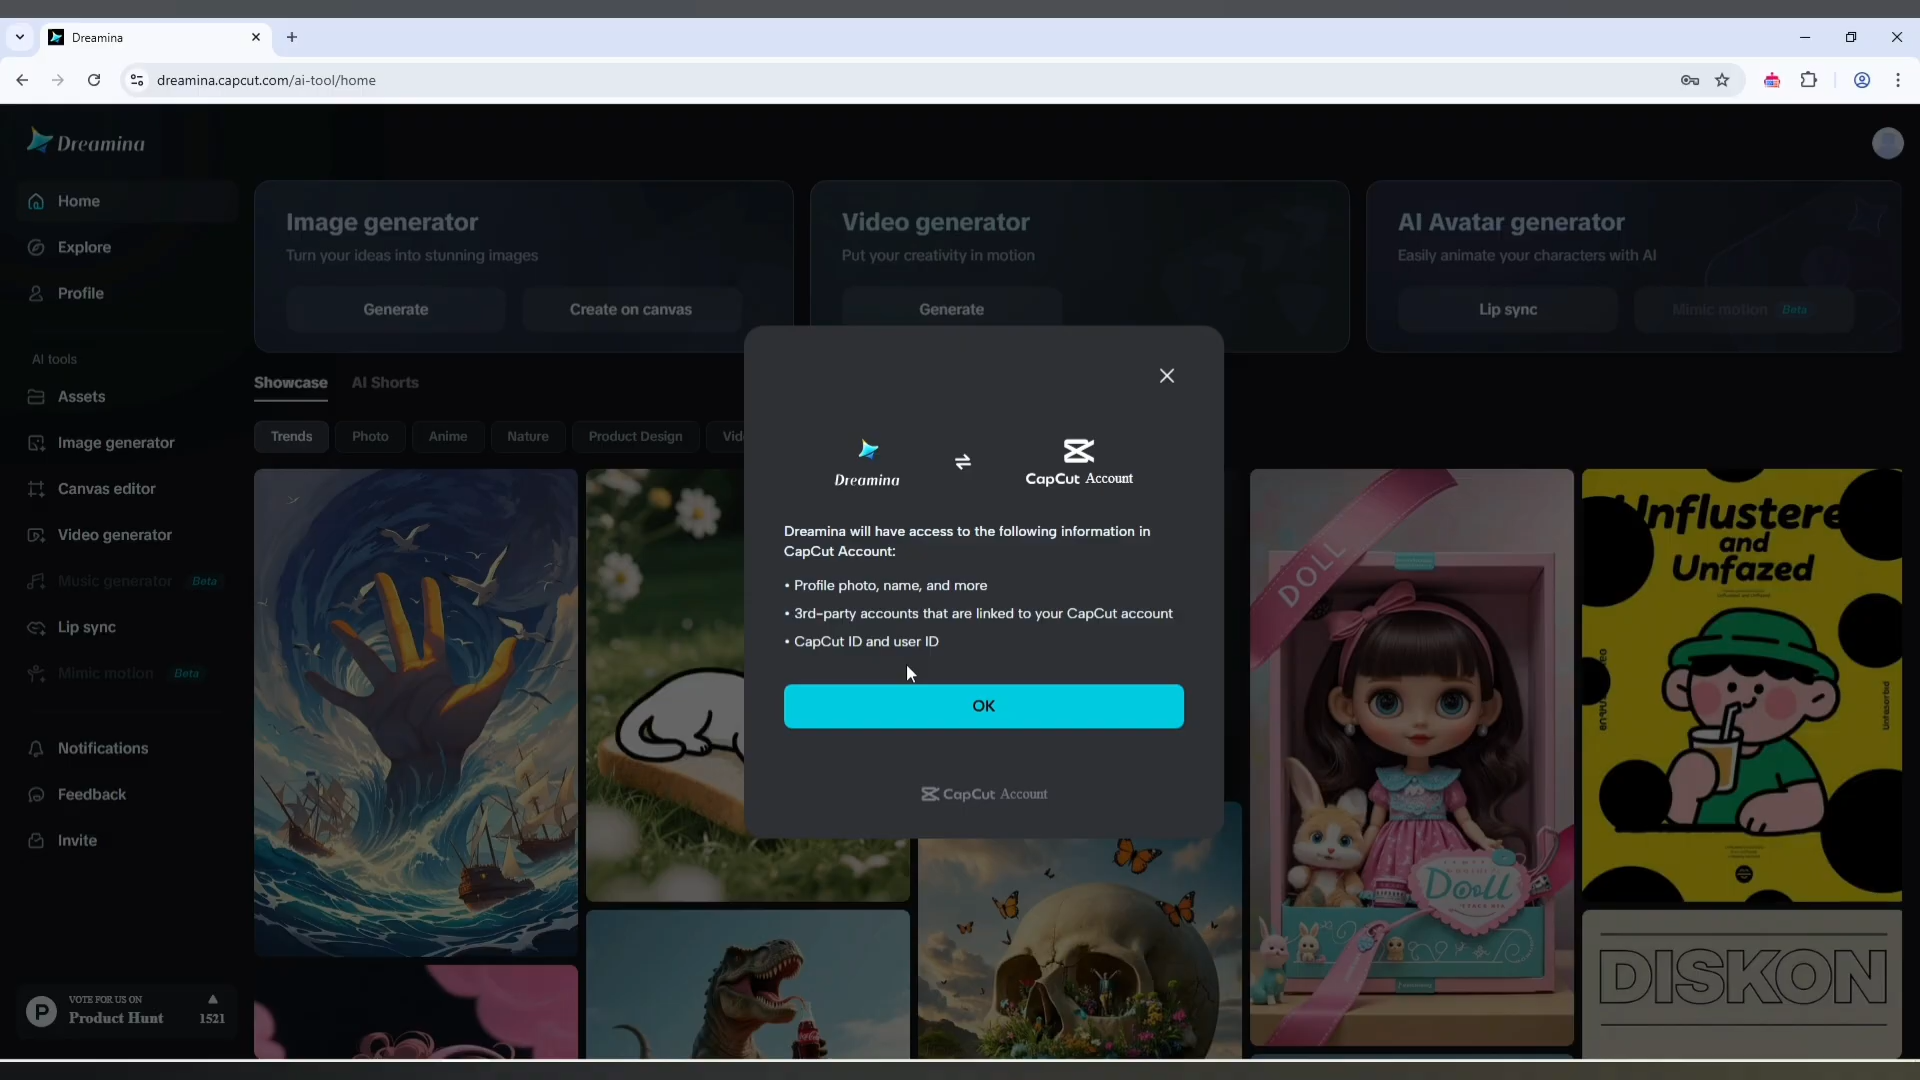 Dreamina
dreamina.capcut.com/ai-tool/home
Dreamina
Home
Explore
Profile
AI tools
Assets
Image generator
Canvas editor
Video generator
Music generator Beta
Lip sync
Mimic motion Beta
Notifications
Feedback
Invite
P
VOTE FOR US ON
Product Hunt 1521
Image generator
Turn your ideas into stunning images
Generate Create on canvas
Video generator
Put your creativity in motion
Generate
AI Avatar generator
Easily animate your characters with AI
Lip sync Mimic motion Beta
Showcase AI Shorts
Trends Photo Anime Nature Product Design
Dreamina CapCut Account
Dreamina will have access to the following information in
CapCut Account:
• Profile photo, name, and more
• 3rd-party accounts that are linked to your CapCut account
• CapCut ID and user ID
OK
CapCut Account
DOLL
Influstere
and
Unfazed
DISKON